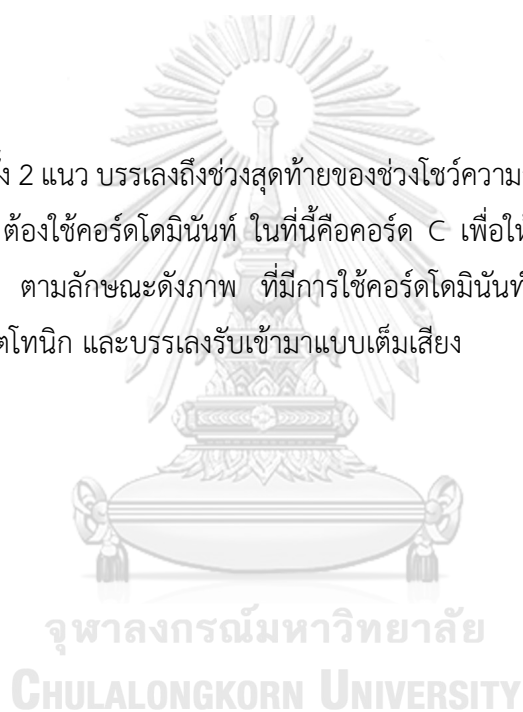 2 แนว บรรเลงถึงช่วงสุดท้ายของช่วงโชว์ความ
ต้องใช้คอร์ดโดมินันท์ ในที่นี้คือคอร์ด C เพื่อให้
ตามลักษณะดังภาพ ที่มีการใช้คอร์ดโดมินันท์
ตโทนิก และบรรเลงรับเข้ามาแบบเต็มเสียง
จุฬาลงกรณ์มหาวิทยาลัย
CHULALONGKORN UNIVERSITY